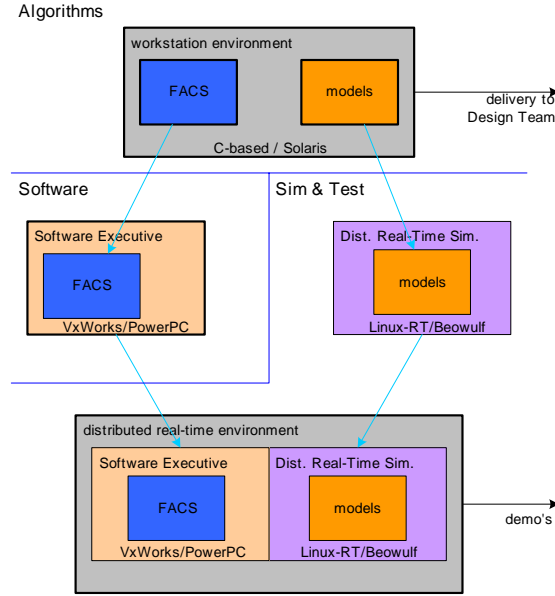 Algorithms
workstation environment
FACS
models
C-based / Solaris
delivery to
Design Team
Software
Sim & Test
Software Executive
FACS
VxWorks/PowerPC
Dist. Real-Time Sim.
models
Linux-RT/Beowulf
distributed real-time environment
Software Executive
FACS
VxWorks/PowerPC
Dist. Real-Time Sim.
models
Linux-RT/Beowulf
demo's